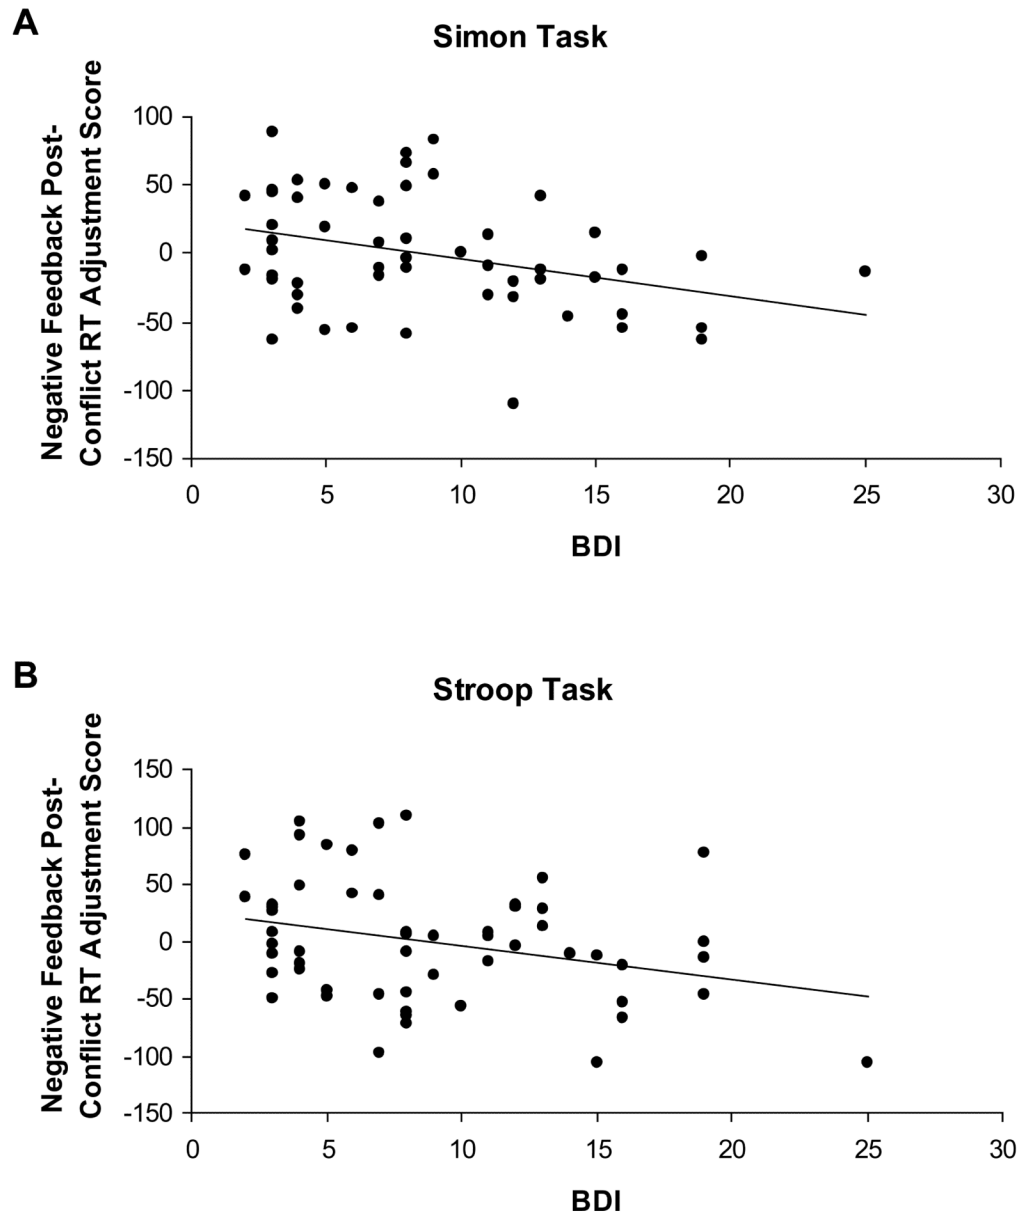 A
Simon Task
Negative Feedback Post-
Conflict RT Adjustment Score
100
50
0
-50
-100
-150
0 5 10 15 20 25 30
BDI
B
Stroop Task
Negative Feedback Post-
Conflict RT Adjustment Score
150
100
50
0
-50
-100
-150
0 5 10 15 20 25 30
BDI